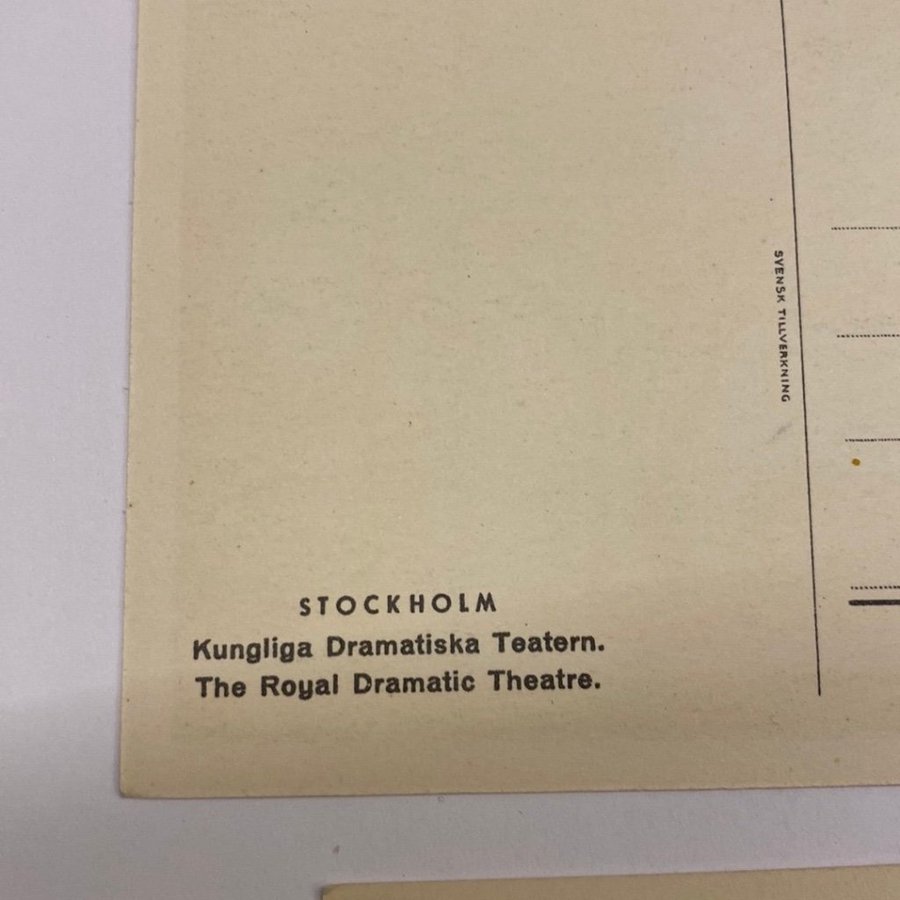 STOCKHOLM
Kungliga Dramatiska Teatern.
The Royal Dramatic Theatre.
SVENSK TILLVERKNING